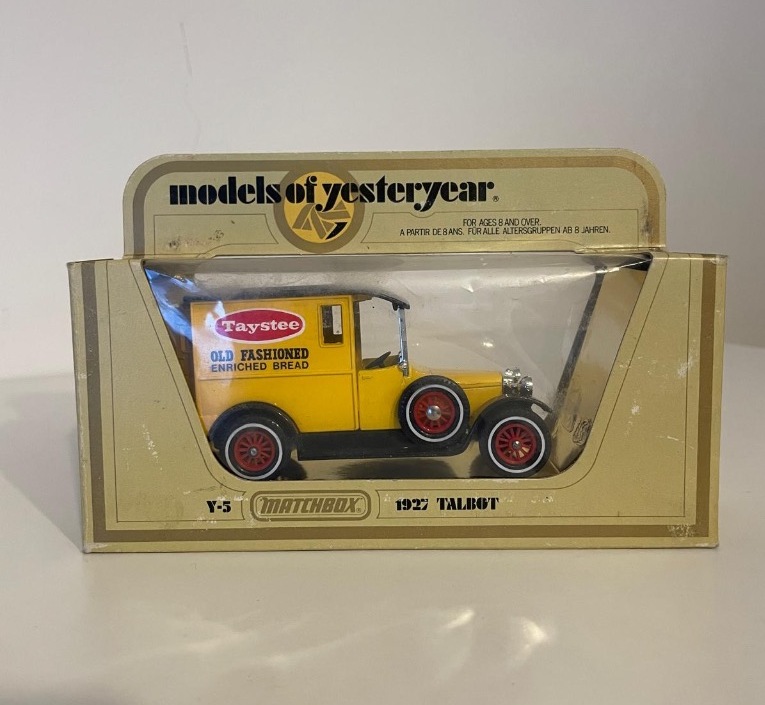 models of yesteryear®
FOR AGES 8 AND OVER.
A PARTIR DE 8 ANS. FÜR ALLE ALTERSGRUPPEN AB 8 JAHREN.
Taystee
OLD FASHIONED
ENRICHED BREAD
Y-5 MATCHBOX® 1927 TALBOT